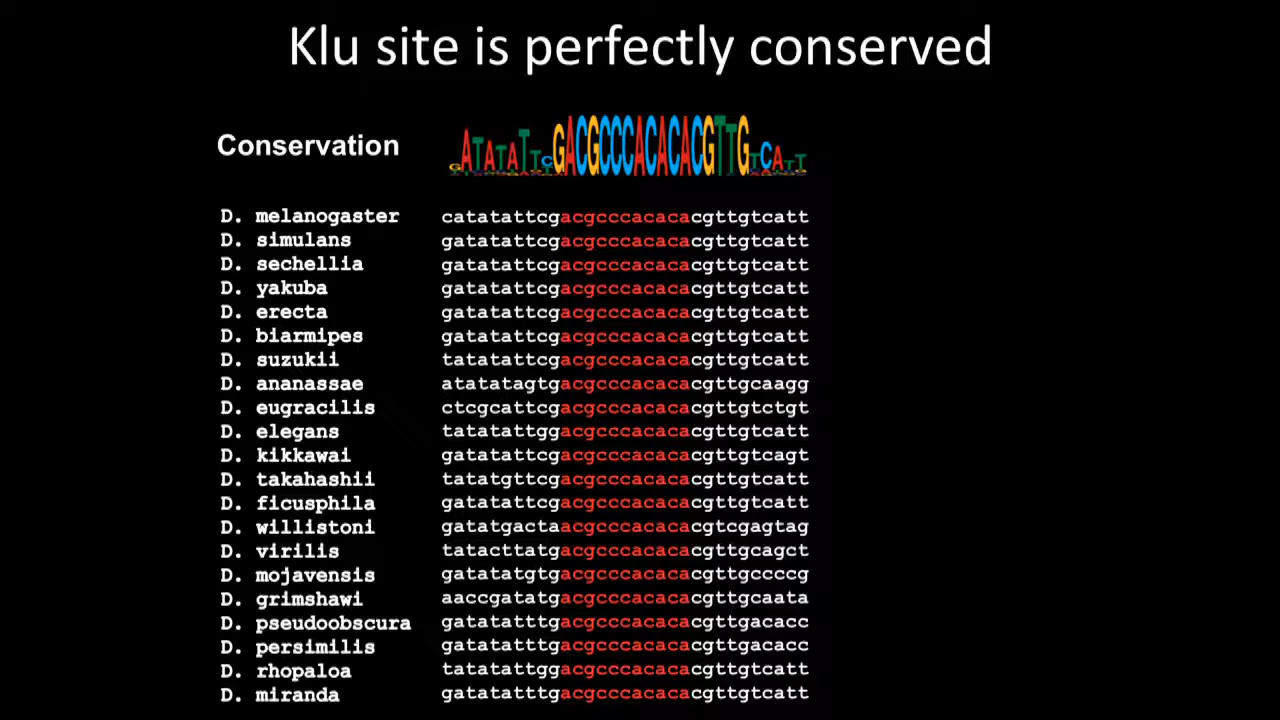 Klu site is perfectly conserved
Conservation
GATATATTCGACGCCCACACACGTTGTCATT
D. melanogaster catatattcgacgcccacacacgttgtcatt
D. simulans gatatattcgacgcccacacacgttgtcatt
D. sechellia gatatattcgacgcccacacacgttgtcatt
D. yakuba gatatattcgacgcccacacacgttgtcatt
D. erecta gatatattcgacgcccacacacgttgtcatt
D. biarmipes gatatattcgacgcccacacacgttgtcatt
D. suzukii tatatattcgacgcccacacacgttgtcatt
D. ananassae atatatagtgacgcccacacacgttgcaagg
D. eugracilis ctcgcattcgacgcccacacacgttgtctgt
D. elegans tatatattggacgcccacacacgttgtcatt
D. kikkawai gatatattcgacgcccacacacgttgtcagt
D. takahashii tatatgttcgacgcccacacacgttgtcatt
D. ficusphila gatatattcgacgcccacacacgttgtcatt
D. willistoni gatatgactaacgcccacacacgtcgagtag
D. virilis tatacttatgacgcccacacacgttgcagct
D. mojavensis gatatatgtgacgcccacacacgttgccccg
D. grimshawi aaccgatatgacgcccacacacgttgcaata
D. pseudoobscura gatatatttgacgcccacacacgttgacacc
D. persimilis gatatatttgacgcccacacacgttgacacc
D. rhopaloa tatatattggacgcccacacacgttgtcatt
D. miranda gatatatttgacgcccacacacgttgtcatt